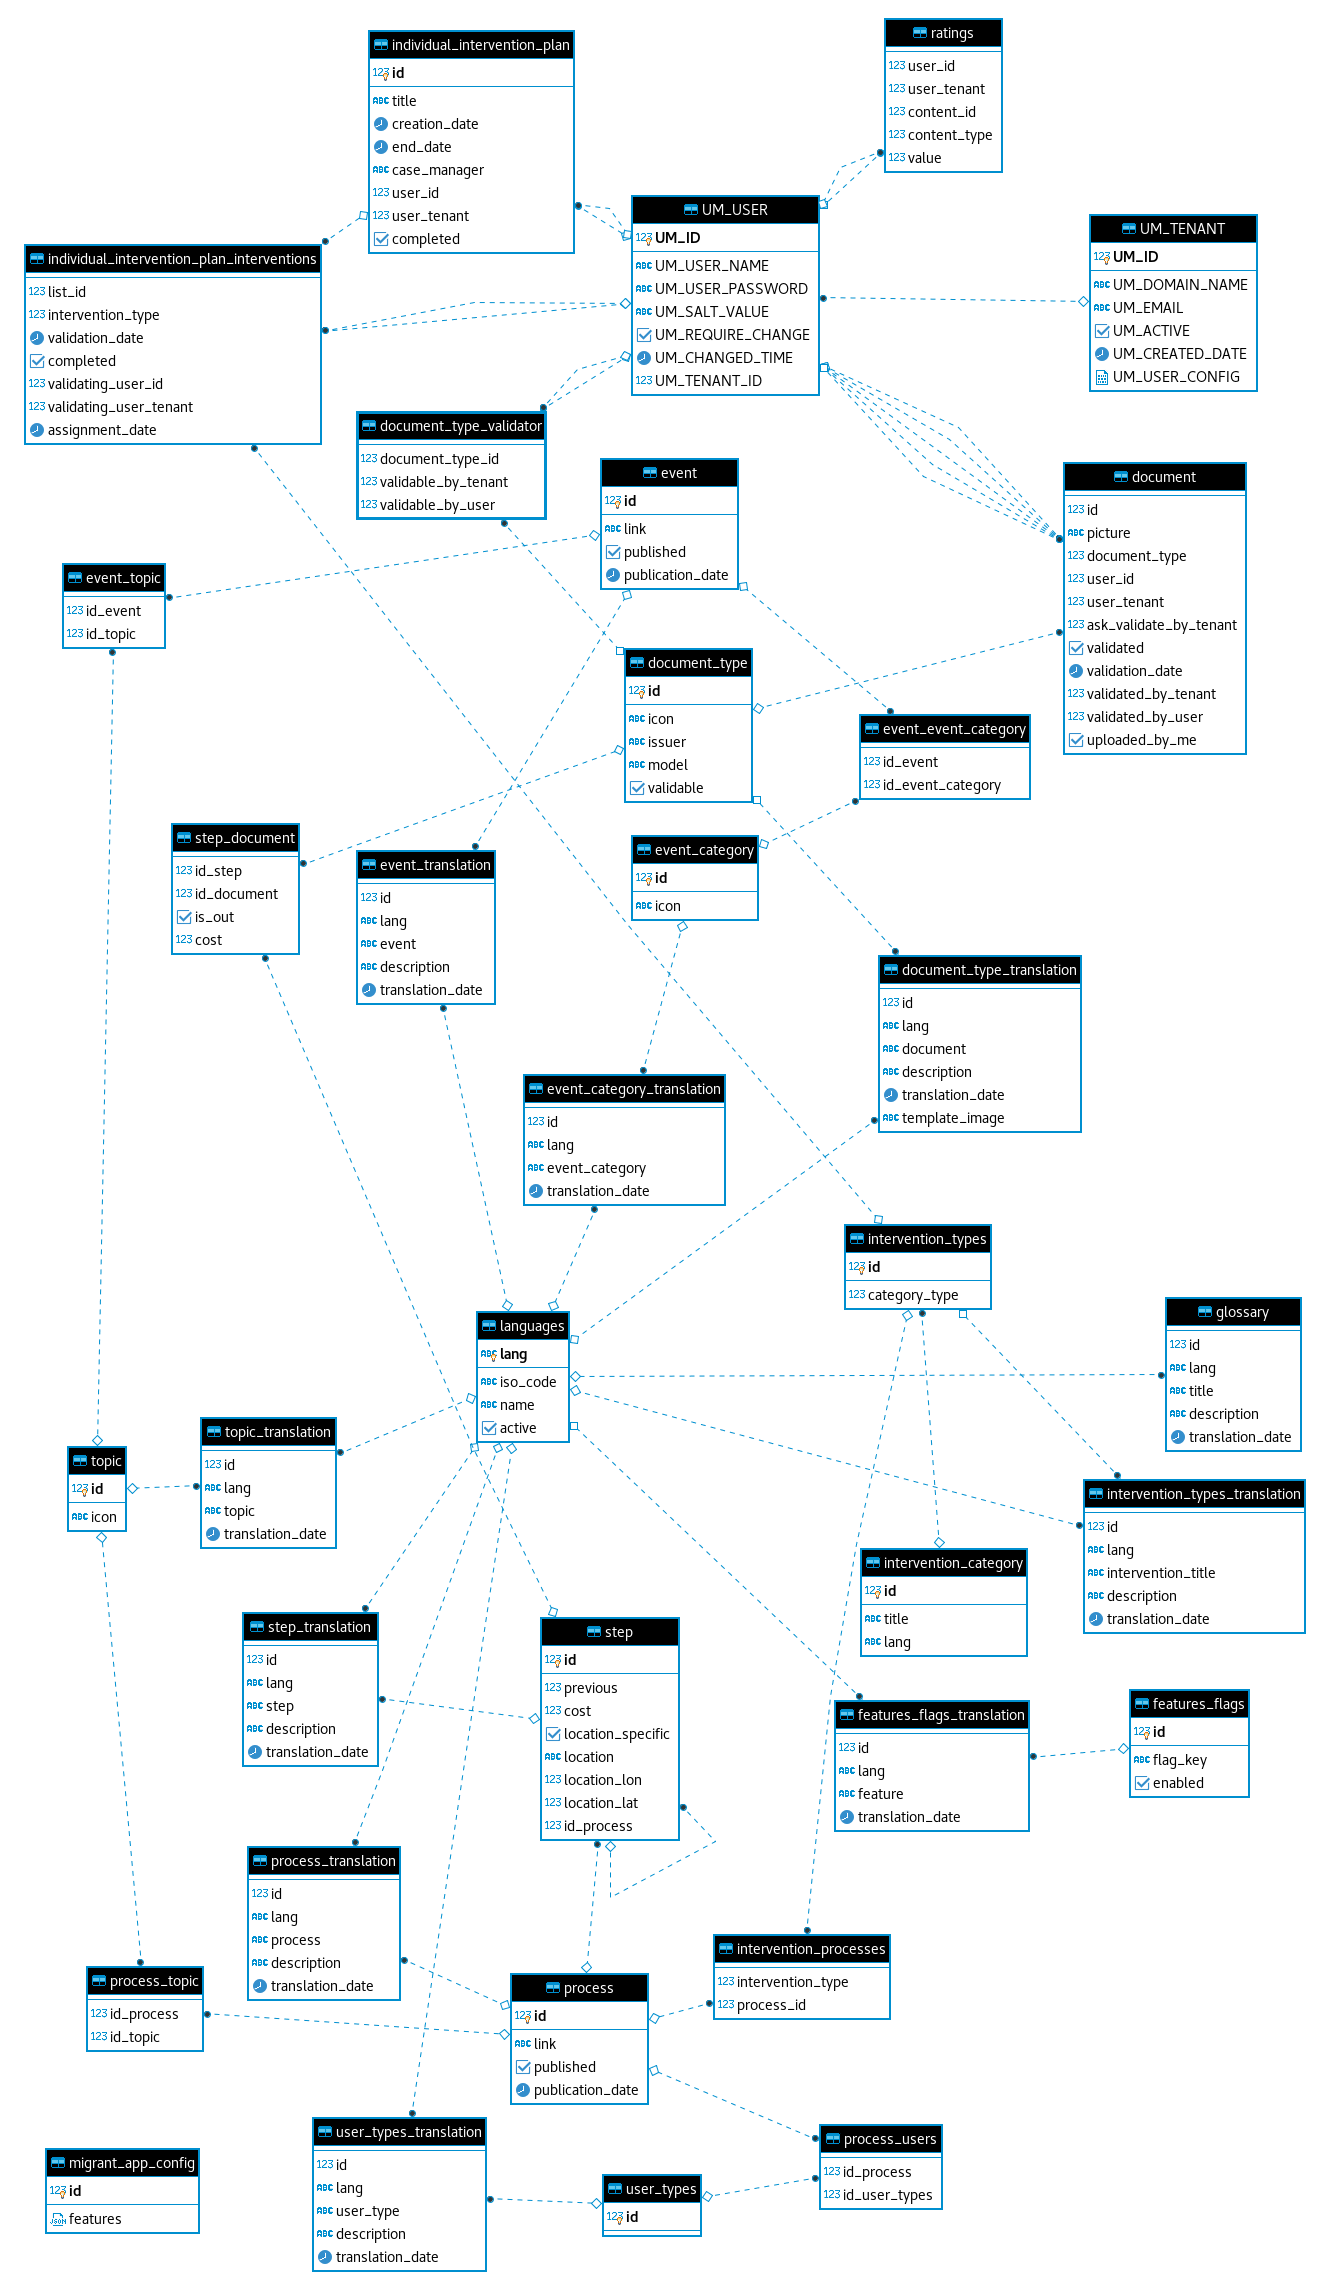 individual_intervention_plan
id
title
creation_date
end_date
case_manager
user_id
user_tenant
completed
ratings
user_id
user_tenant
content_id
content_type
value
UM_USER
UM_ID
UM_USER_NAME
UM_USER_PASSWORD
UM_SALT_VALUE
UM_REQUIRE_CHANGE
UM_CHANGED_TIME
UM_TENANT_ID
UM_TENANT
UM_ID
UM_DOMAIN_NAME
UM_EMAIL
UM_ACTIVE
UM_CREATED_DATE
UM_USER_CONFIG
individual_intervention_plan_interventions
list_id
intervention_type
validation_date
completed
validating_user_id
validating_user_tenant
assignment_date
document_type_validator
document_type_id
validable_by_tenant
validable_by_user
event
id
link
published
publication_date
document
id
picture
document_type
user_id
user_tenant
ask_validate_by_tenant
validated
validation_date
validated_by_tenant
validated_by_user
uploaded_by_me
event_topic
id_event
id_topic
document_type
id
icon
issuer
model
validable
event_event_category
id_event
id_event_category
step_document
id_step
id_document
is_out
cost
event_translation
id
lang
event
description
translation_date
event_category
id
icon
document_type_translation
id
lang
document
description
translation_date
template_image
event_category_translation
id
lang
event_category
translation_date
intervention_types
id
category_type
languages
lang
iso_code
name
active
glossary
id
lang
title
description
translation_date
topic_translation
id
lang
topic
translation_date
topic
id
icon
intervention_types_translation
id
lang
intervention_title
description
translation_date
intervention_category
id
title
lang
step_translation
id
lang
step
description
translation_date
step
id
previous
cost
location_specific
location
location_lon
location_lat
id_process
features_flags_translation
id
lang
feature
translation_date
features_flags
id
flag_key
enabled
process_translation
id
lang
process
description
translation_date
intervention_processes
intervention_type
process_id
process_topic
id_process
id_topic
process
id
link
published
publication_date
user_types_translation
id
lang
user_type
description
translation_date
process_users
id_process
id_user_types
migrant_app_config
id
features
user_types
id